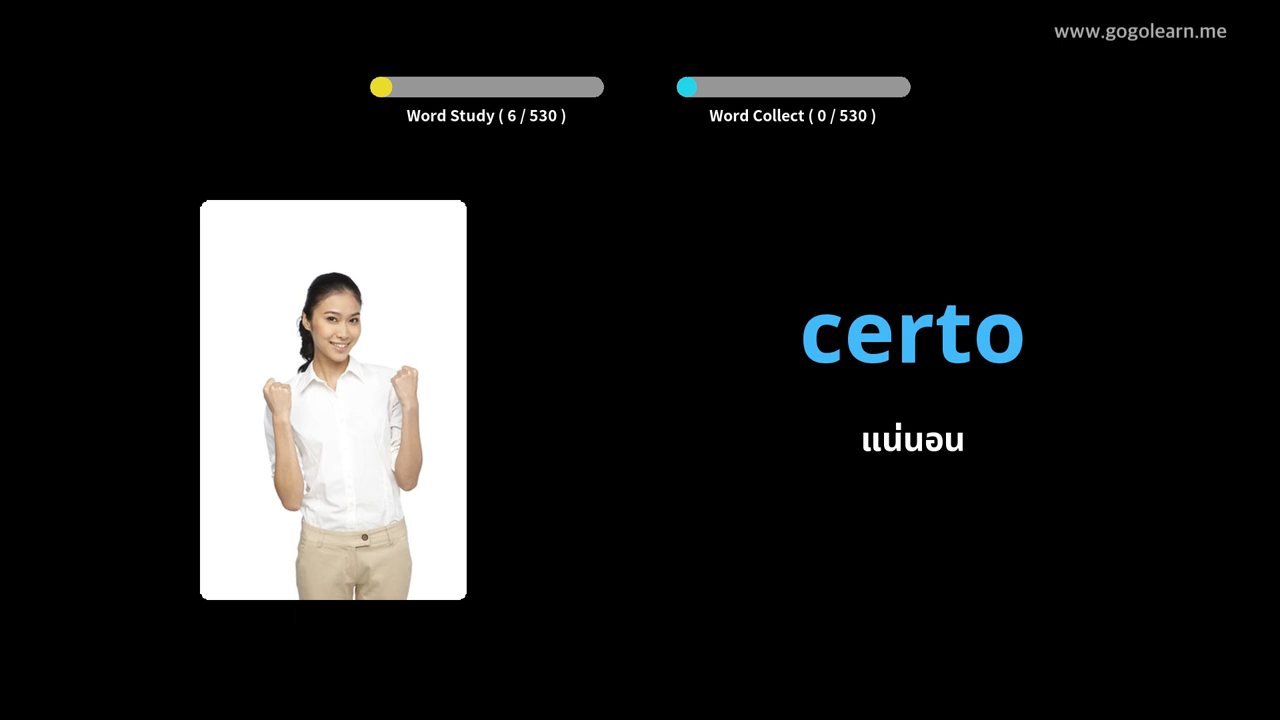 www.gogolearn.me
Word Study ( 6 / 530 )
Word Collect ( 0 / 530 )
certo
แน่นอน